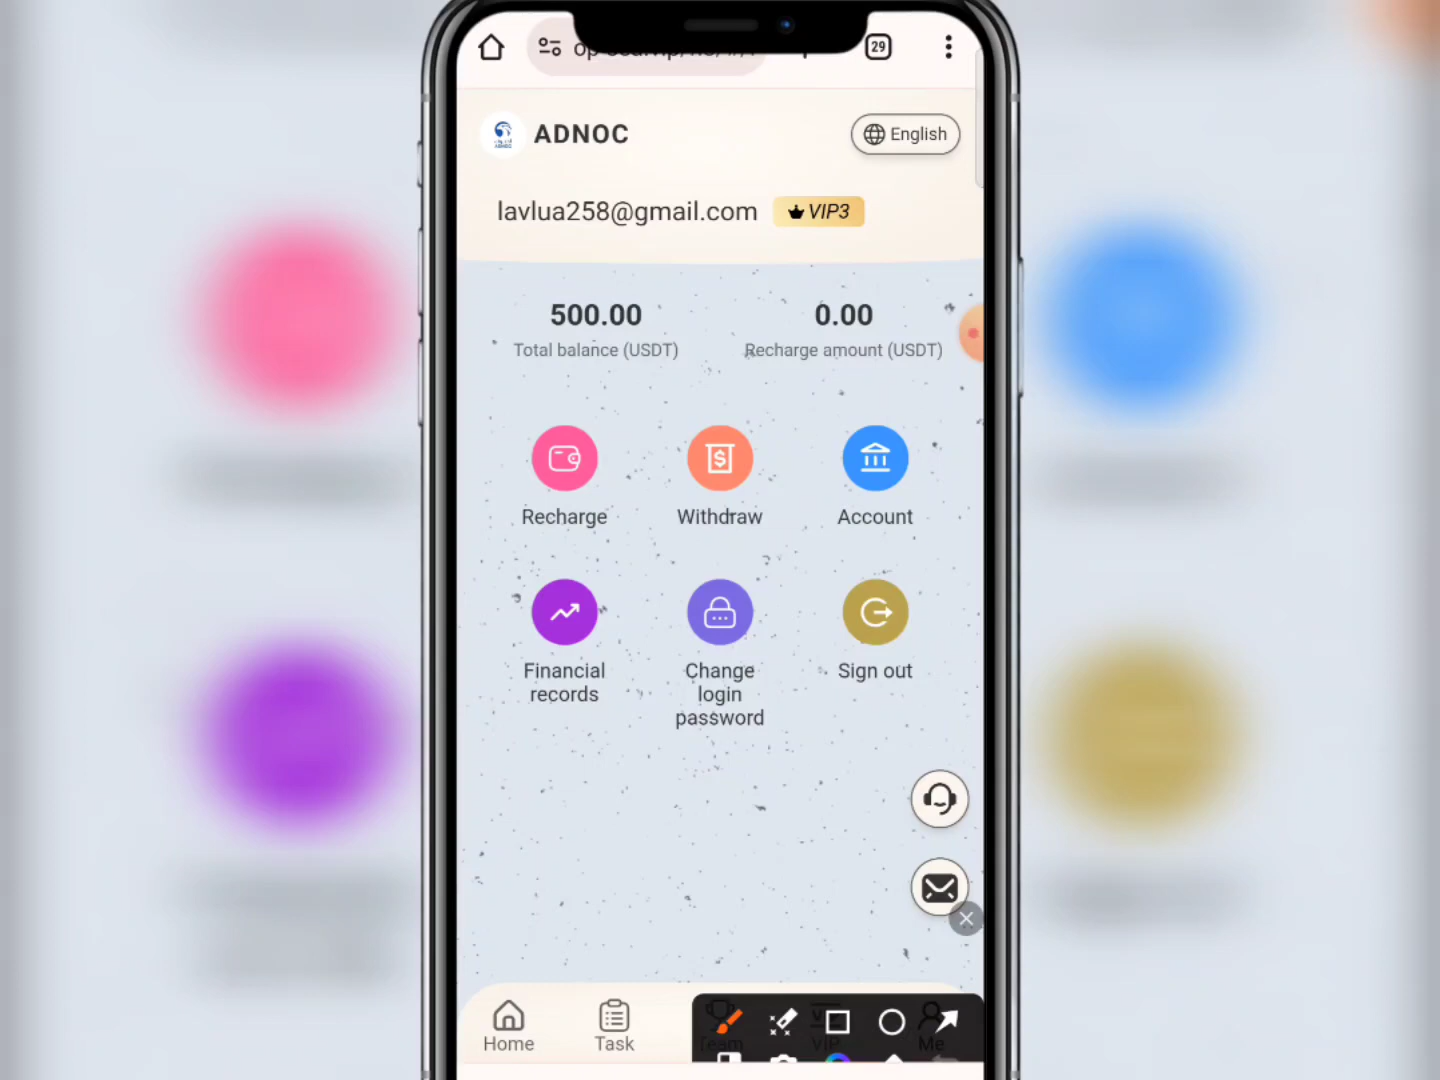 29
ADNOC
English
lavlua258@gmail.com
VIP3
500.00
0.00
Total balance (USDT)
Recharge amount (USDT)
Recharge
Withdraw
Account
Financial
records
Change
login
password
Sign out
Home
Task
Team
VIP
Me